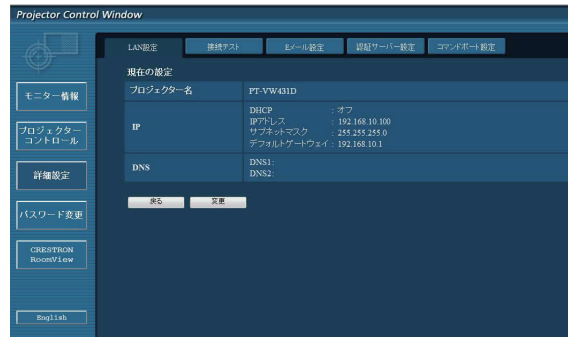 Projector Control Window
LAN設定 接続テスト Eメール設定 認証サーバー設定 コマンドポート設定
現在の設定
モニター情報
プロジェクター
コントロール
詳細設定
パスワード変更
CRESTRON
RoomView
English
プロジェクター名 PT-VW431D
IP
DHCP : オフ
IPアドレス : 192.168.10.100
サブネットマスク : 255.255.255.0
デフォルトゲートウェイ : 192.168.10.1
DNS
DNS1:
DNS2:
戻る 変更